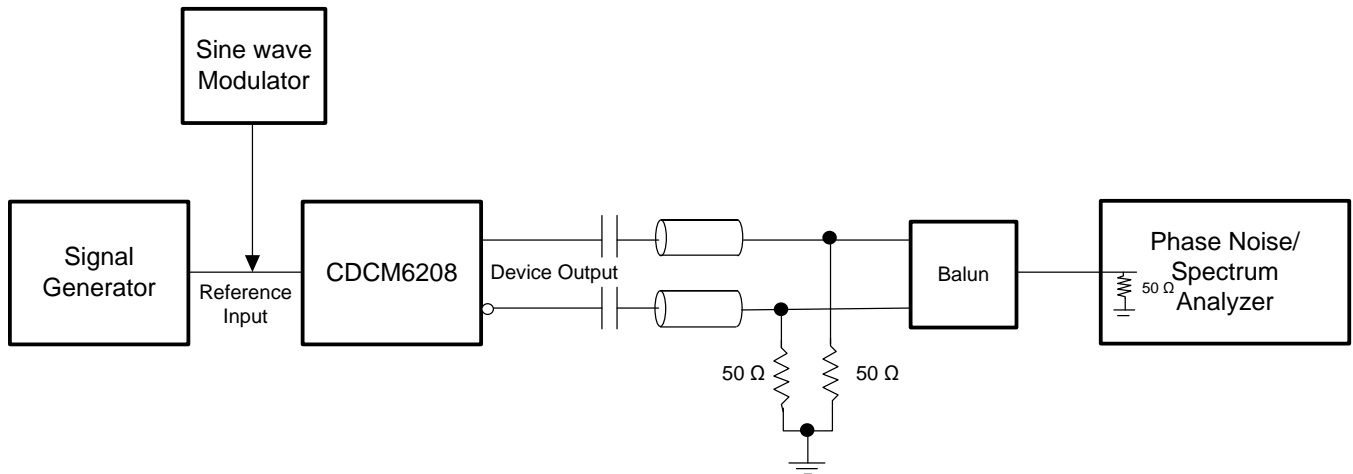 Sine wave
Modulator
Signal
Generator
Reference
Input
CDCM6208
Device Output
Balun
Phase Noise/
Spectrum
Analyzer
50 Ω
50 Ω
50 Ω